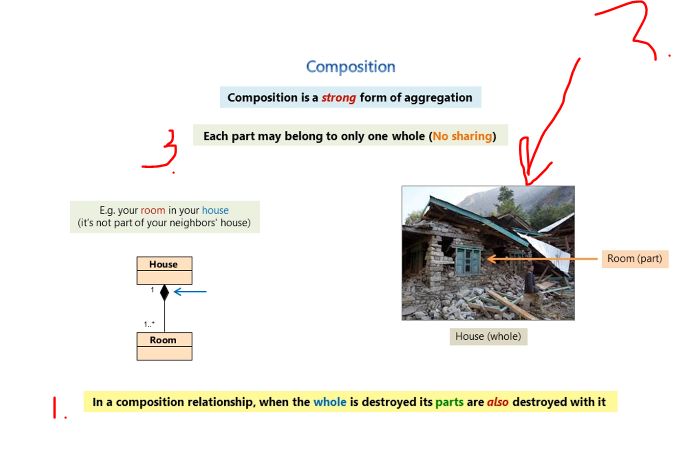 2.
Composition
Composition is a strong form of aggregation
Each part may belong to only one whole (No sharing)
3.
E.g. your room in your house
(it's not part of your neighbors' house)
House
1
1..*
Room
Room (part)
House (whole)
1. In a composition relationship, when the whole is destroyed its parts are also destroyed with it